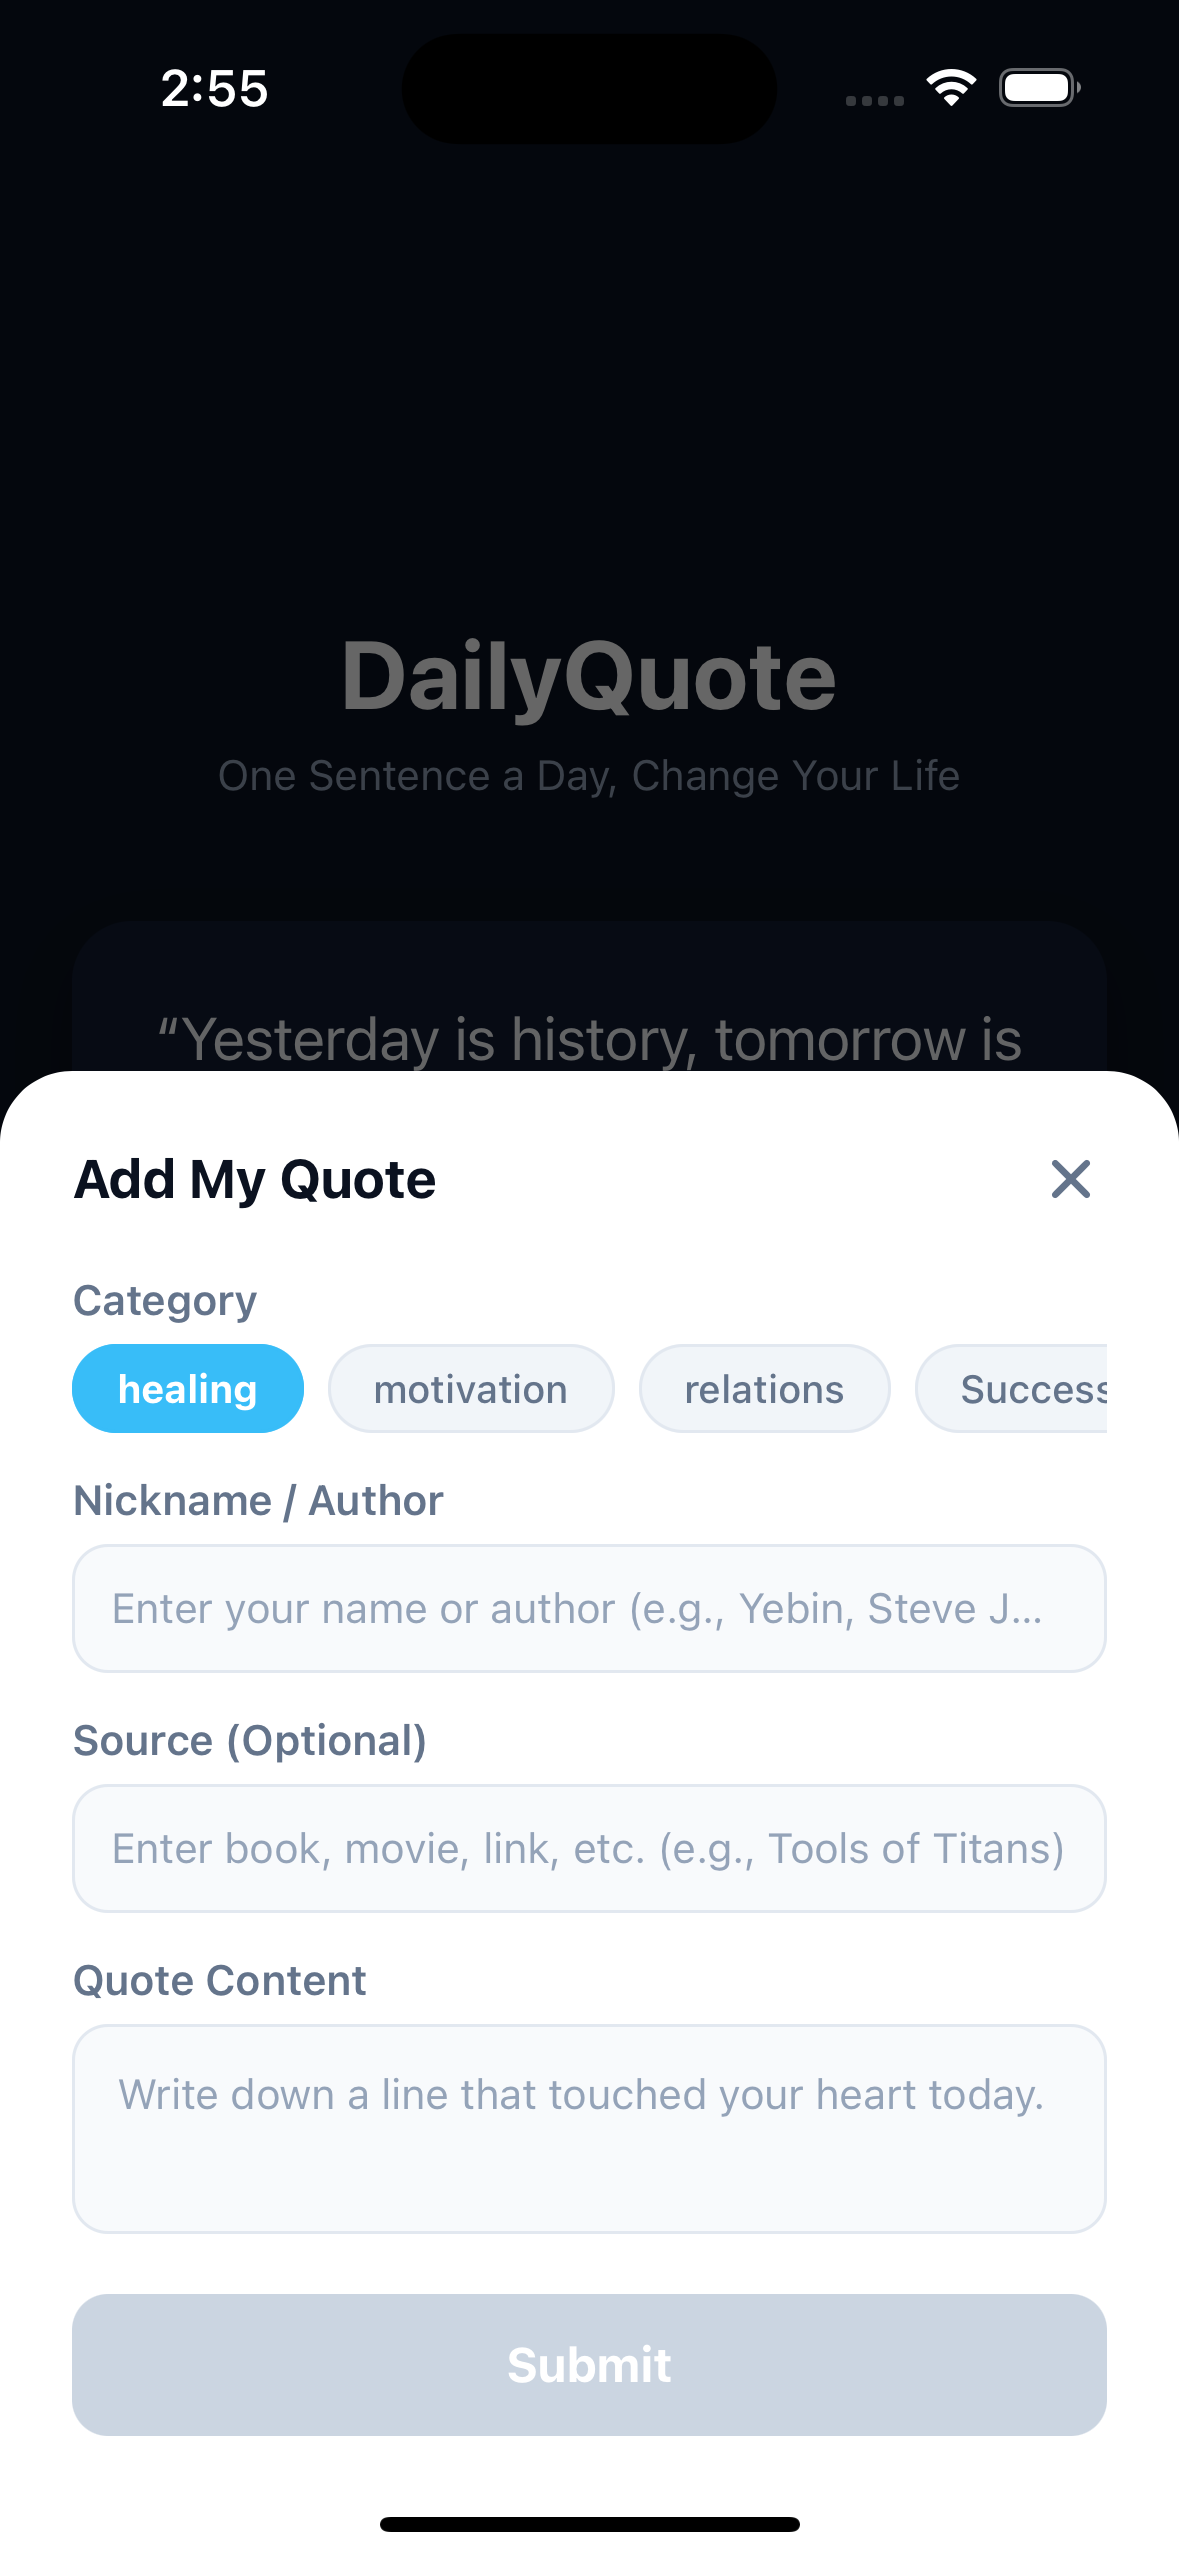 2:55
DailyQuote
One Sentence a Day, Change Your Life
“Yesterday is history, tomorrow is
Add My Quote
Category
healing
motivation
relations
Success
Nickname / Author
Enter your name or author (e.g., Yebin, Steve J...
Source (Optional)
Enter book, movie, link, etc. (e.g., Tools of Titans)
Quote Content
Write down a line that touched your heart today.
Submit